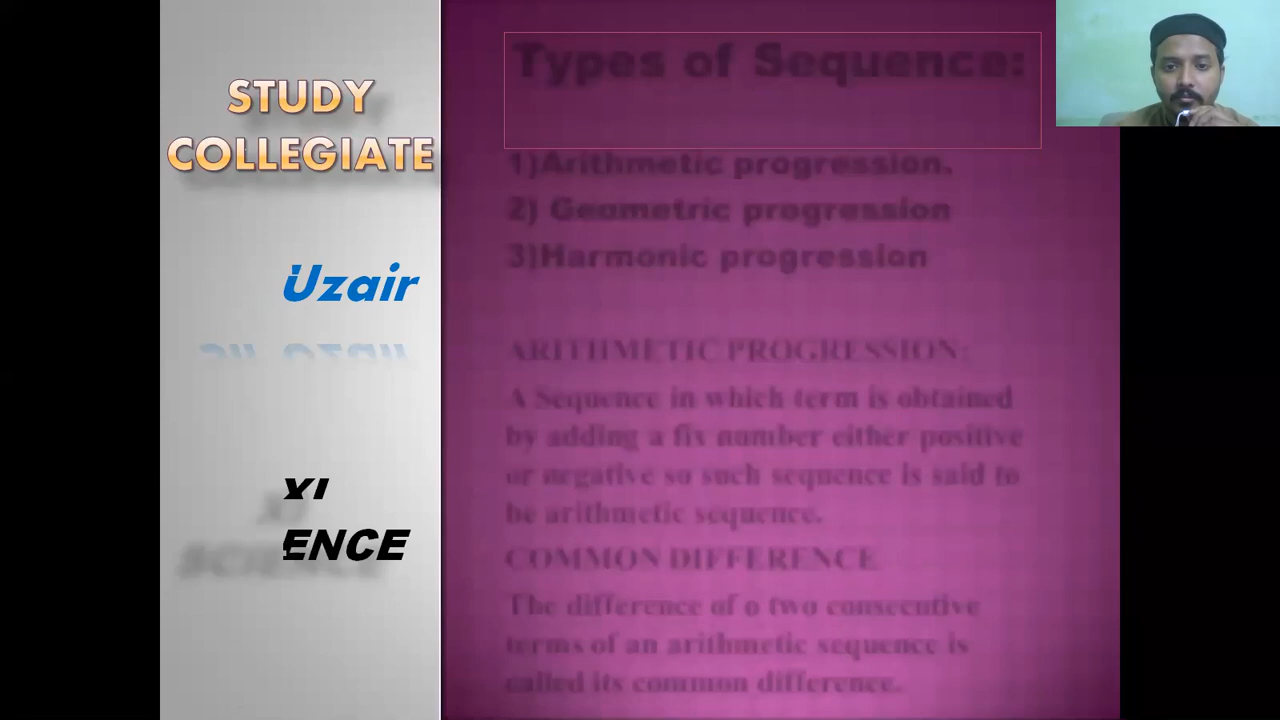 STUDY
COLLEGIATE
Uzair
XI
ENCE
Types of Sequence:
1)Arithmetic progression.
2) Geometric progression
3)Harmonic progression
ARITHMETIC PROGRESSION:
A Sequence in which term is obtained
by adding a fix number either positive
or negative so such sequence is said to
be arithmetic sequence.
COMMON DIFFERENCE
The difference of o two consecutive
terms of an arithmetic sequence is
called its common difference.